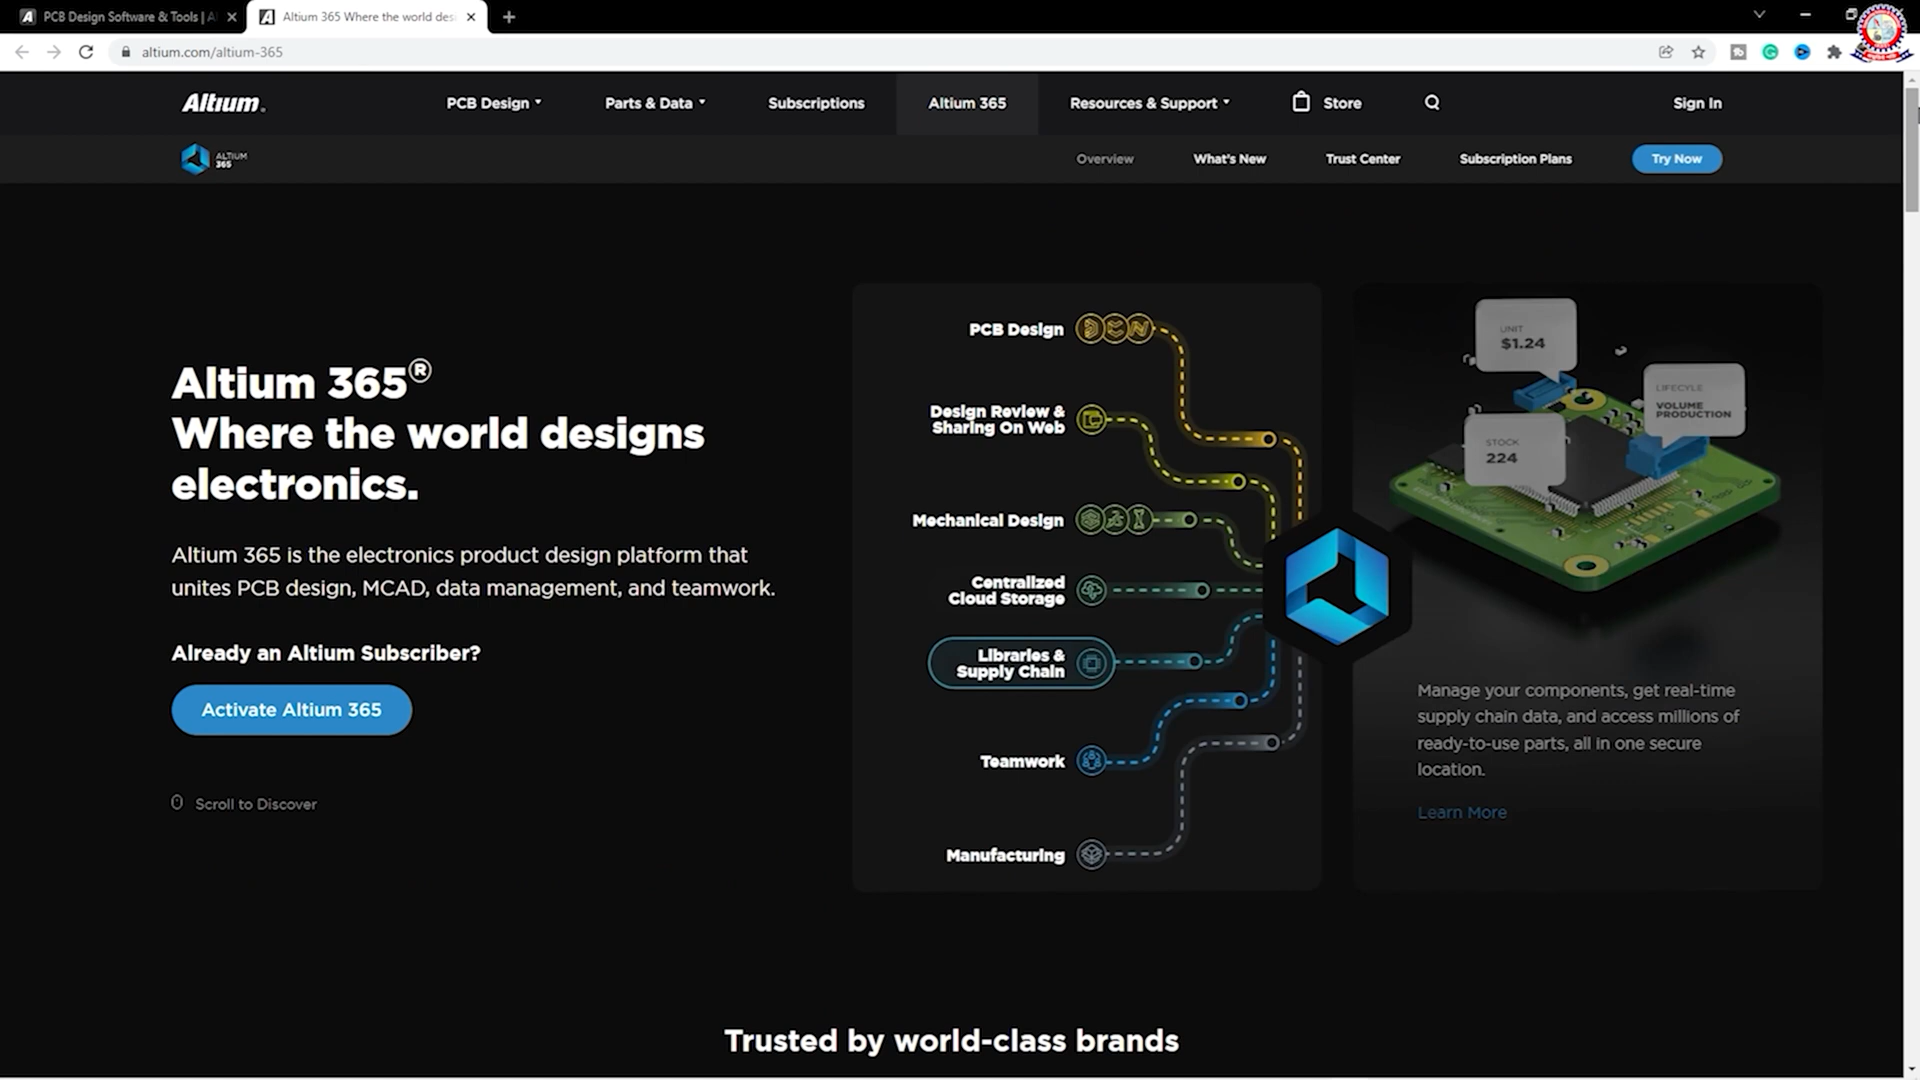 PCB Design Software & Tools | A
Altium 365 Where the world des
altium.com/altium-365
Altium.
PCB Design
Parts & Data
Subscriptions
Altium 365
Resources & Support
Store
Sign In
ALTIUM
365
Overview
What's New
Trust Center
Subscription Plans
Try Now
Altium 365®
Where the world designs
electronics.
Altium 365 is the electronics product design platform that
unites PCB design, MCAD, data management, and teamwork.
Already an Altium Subscriber?
Activate Altium 365
Scroll to Discover
PCB Design
Design Review &
Sharing On Web
Mechanical Design
Centralized
Cloud Storage
Libraries &
Supply Chain
Teamwork
Manufacturing
UNIT
$1.24
LIFECYLE
VOLUME
PRODUCTION
STOCK
224
Manage your components, get real-time
supply chain data, and access millions of
ready-to-use parts, all in one secure
location.
Learn More
Trusted by world-class brands